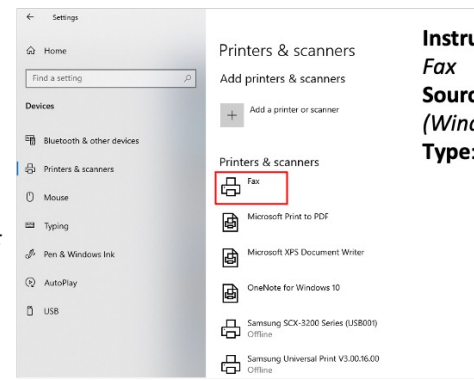 Settings
Home
Find a setting
Devices
Bluetooth & other devices
Printers & scanners
Mouse
Typing
Pen & Windows Ink
AutoPlay
USB
Printers & scanners
Add printers & scanners
Add a printer or scanner
Printers & scanners
Fax
Microsoft Print to PDF
Microsoft XPS Document Writer
OneNote for Windows 10
Samsung SCX-3200 Series (USB001)
Offline
Samsung Universal Print V3.00.16.00
Offline
Fax
Type: